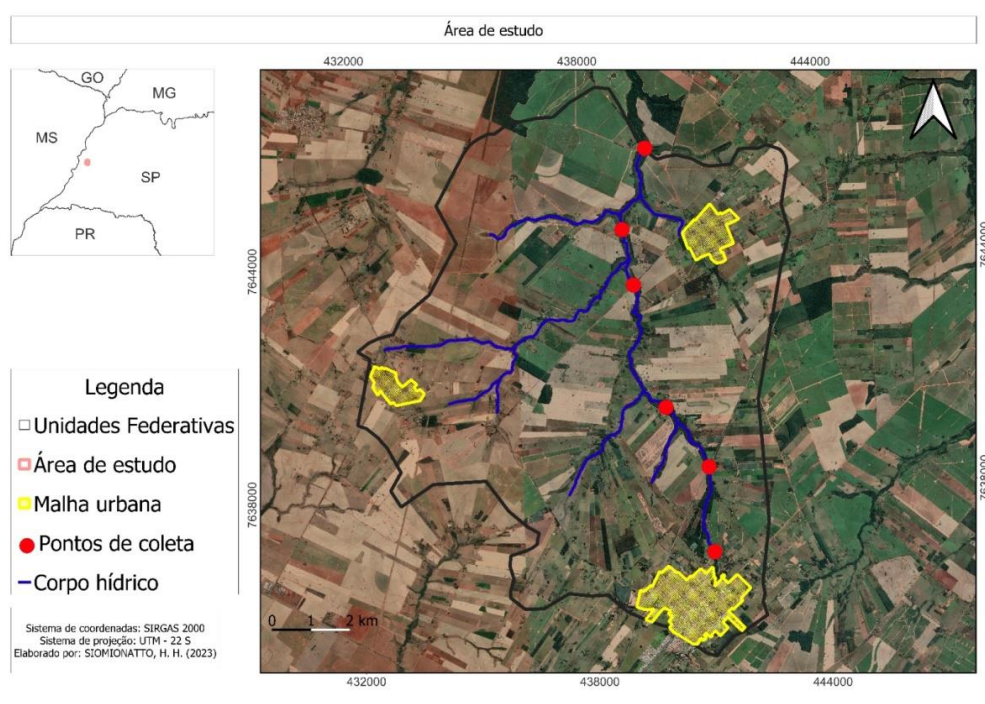 Área de estudo
432000 438000 444000
GO
MG
MS
SP
PR
7644000 7644000
7638000 7638000
Legenda
Unidades Federativas
Área de estudo
Malha urbana
Pontos de coleta
Corpo hídrico
0 1 2 km
Sistema de coordenadas: SIRGAS 2000
Sistema de projeção: UTM - 22 S
Elaborado por: SIOMIONATTO, H. H. (2023)
432000 438000 444000